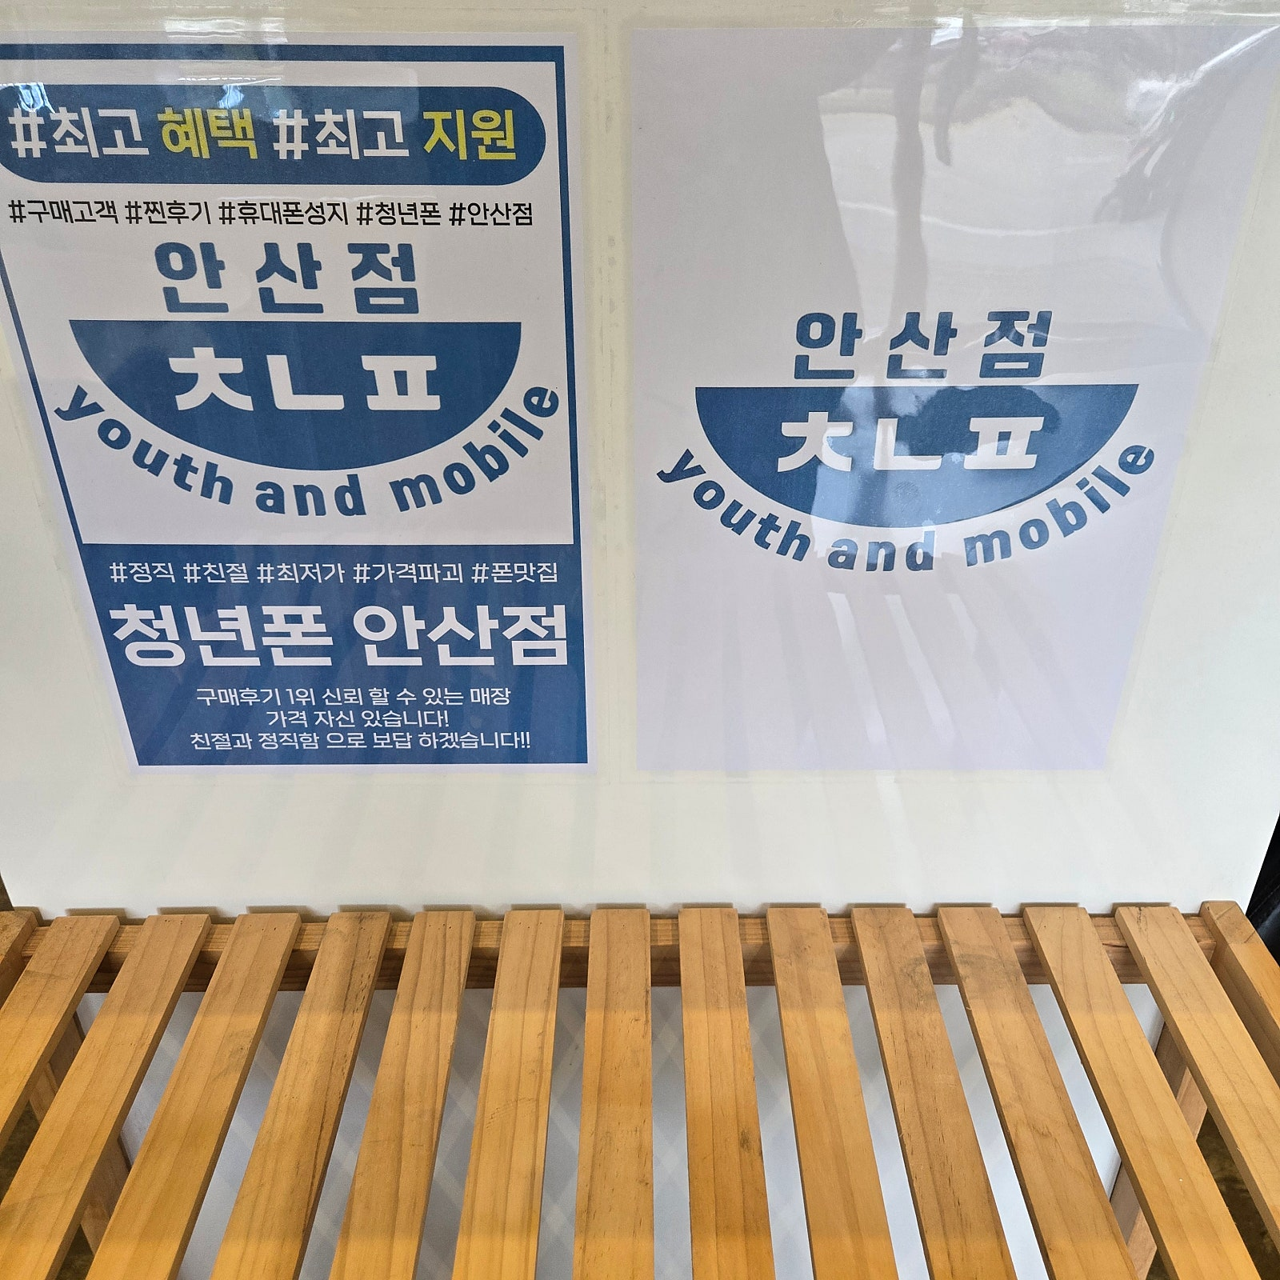 #최고 혜택 #최고 지원
#구매고객 #찐후기 #휴대폰성지 #청년폰 #안산점
안산점
ㅊㄴㅍ
youth and mobile
#정직 #친절 #최저가 #가격파괴 #폰맛집
청년폰 안산점
구매후기 1위 신뢰 할 수 있는 매장
가격 자신 있습니다!
친절과 정직함 으로 보답 하겠습니다!!
안산점
ㅊㄴㅍ
youth and mobile